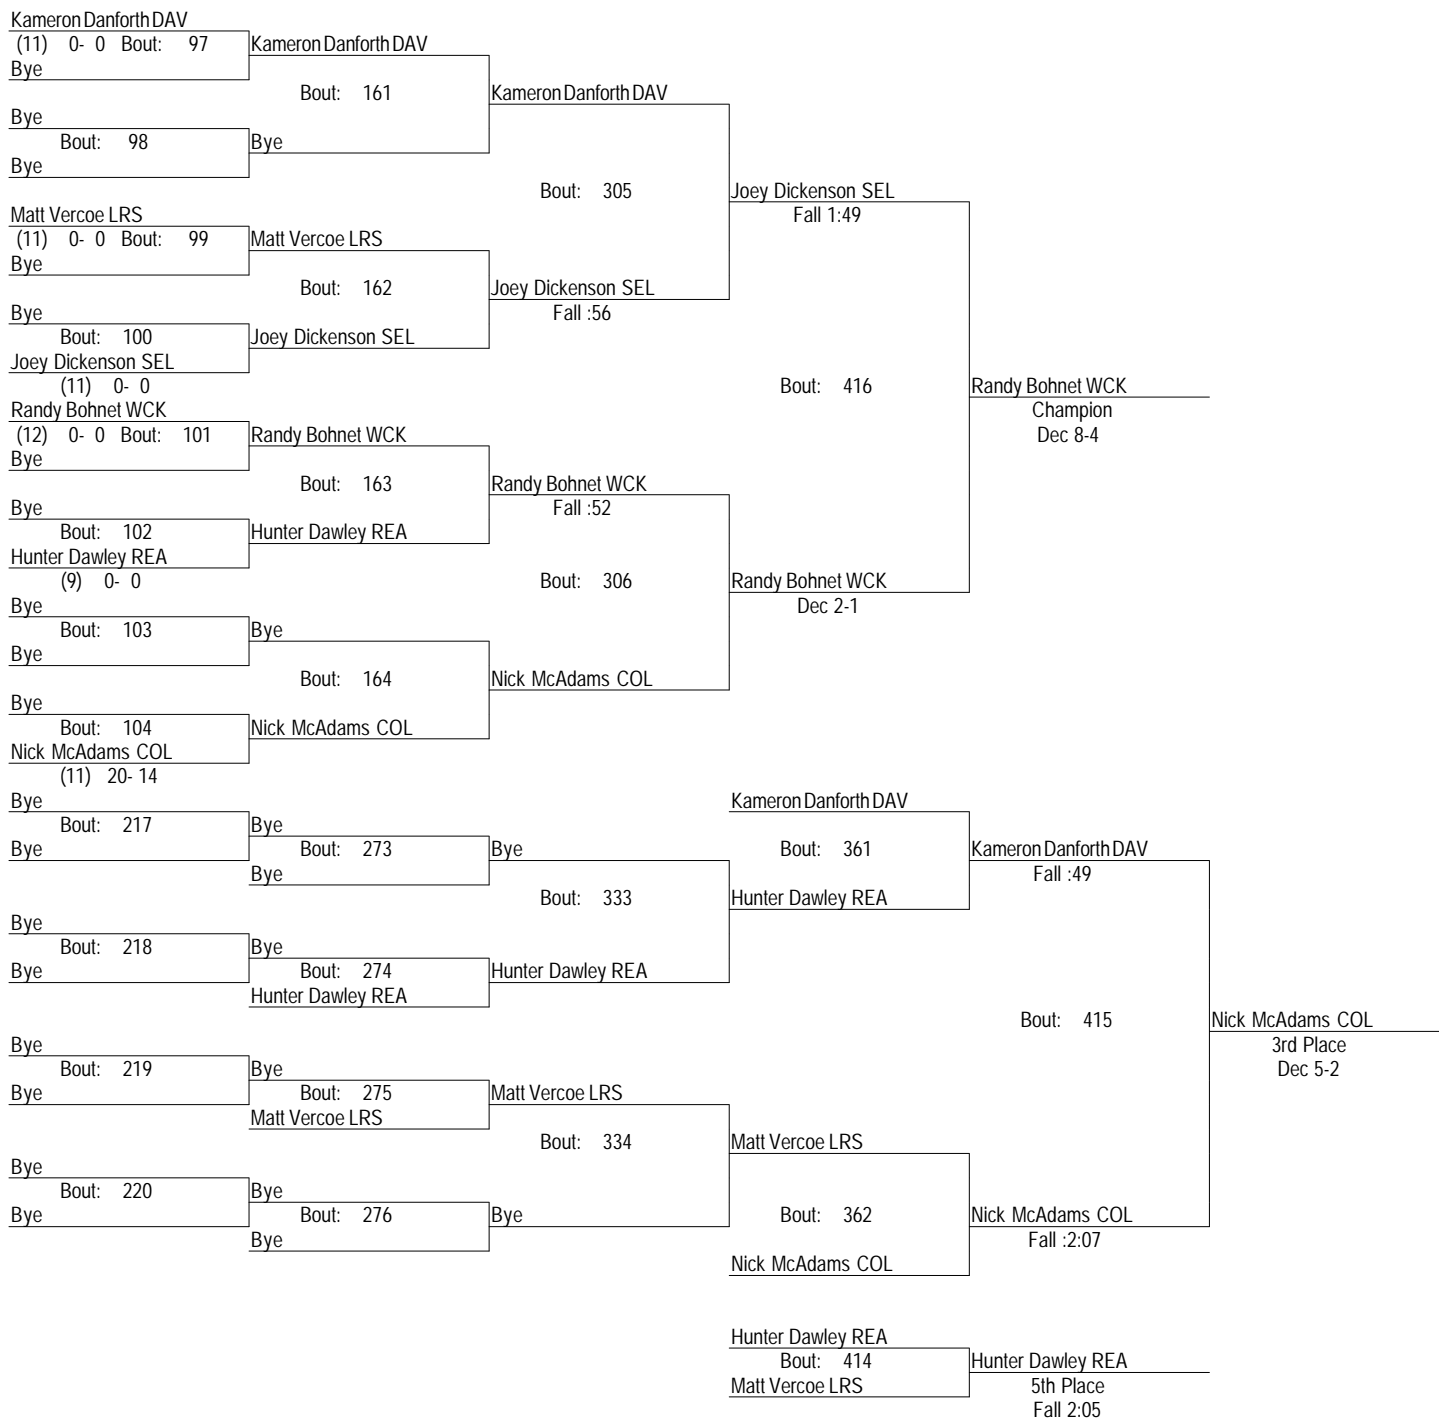 Kameron Danforth DAV
(11) 0- 0 Bout: 97
Bye
Bye
Bout: 98
Bye
Matt Vercoe LRS
(11) 0- 0 Bout: 99
Bye
Bye
Bout: 100
Joey Dickenson SEL
(11) 0- 0
Randy Bohnet WCK
(12) 0- 0 Bout: 101
Bye
Bye
Bout: 102
Hunter Dawley REA
(9) 0- 0
Bye
Bout: 103
Bye
Bye
Bout: 104
Nick McAdams COL
(11) 20- 14
Kameron Danforth DAV
Bout: 161
Bye
Matt Vercoe LRS
Bout: 162
Joey Dickenson SEL
Randy Bohnet WCK
Bout: 163
Hunter Dawley REA
Bye
Bout: 164
Nick McAdams COL
Kameron Danforth DAV
Bout: 305
Joey Dickenson SEL
Fall :56
Randy Bohnet WCK
Fall :52
Bout: 306
Nick McAdams COL
Joey Dickenson SEL
Fall 1:49
Bout: 416
Randy Bohnet WCK
Dec 2-1
Randy Bohnet WCK
Champion
Dec 8-4
Bye
Bout: 217
Bye
Bye
Bout: 218
Bye
Bye
Bout: 219
Bye
Bye
Bout: 220
Bye
Bye
Bout: 273
Bye
Bye
Bout: 274
Hunter Dawley REA
Bye
Bout: 275
Matt Vercoe LRS
Bye
Bout: 276
Bye
Bye
Bout: 333
Hunter Dawley REA
Matt Vercoe LRS
Bout: 334
Bye
Kameron Danforth DAV
Bout: 361
Hunter Dawley REA
Matt Vercoe LRS
Bout: 362
Nick McAdams COL
Kameron Danforth DAV
Fall :49
Bout: 415
Nick McAdams COL
Fall :2:07
Nick McAdams COL
3rd Place
Dec 5-2
Hunter Dawley REA
Bout: 414
Matt Vercoe LRS
Hunter Dawley REA
5th Place
Fall 2:05